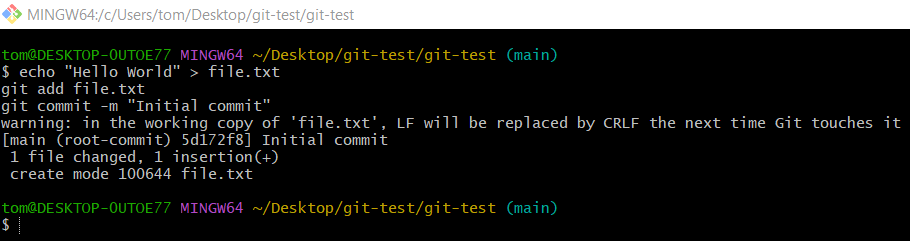 MINGW64:/c/Users/tom/Desktop/git-test/git-test
tom@DESKTOP-OUTOE77 MINGW64 ~/Desktop/git-test/git-test (main)
$ echo "Hello World" > file.txt
git add file.txt
git commit -m "Initial commit"
warning: in the working copy of 'file.txt', LF will be replaced by CRLF the next time Git touches it
[main (root-commit) 5d172f8] Initial commit
 1 file changed, 1 insertion(+)
 create mode 100644 file.txt
tom@DESKTOP-OUTOE77 MINGW64 ~/Desktop/git-test/git-test (main)
$